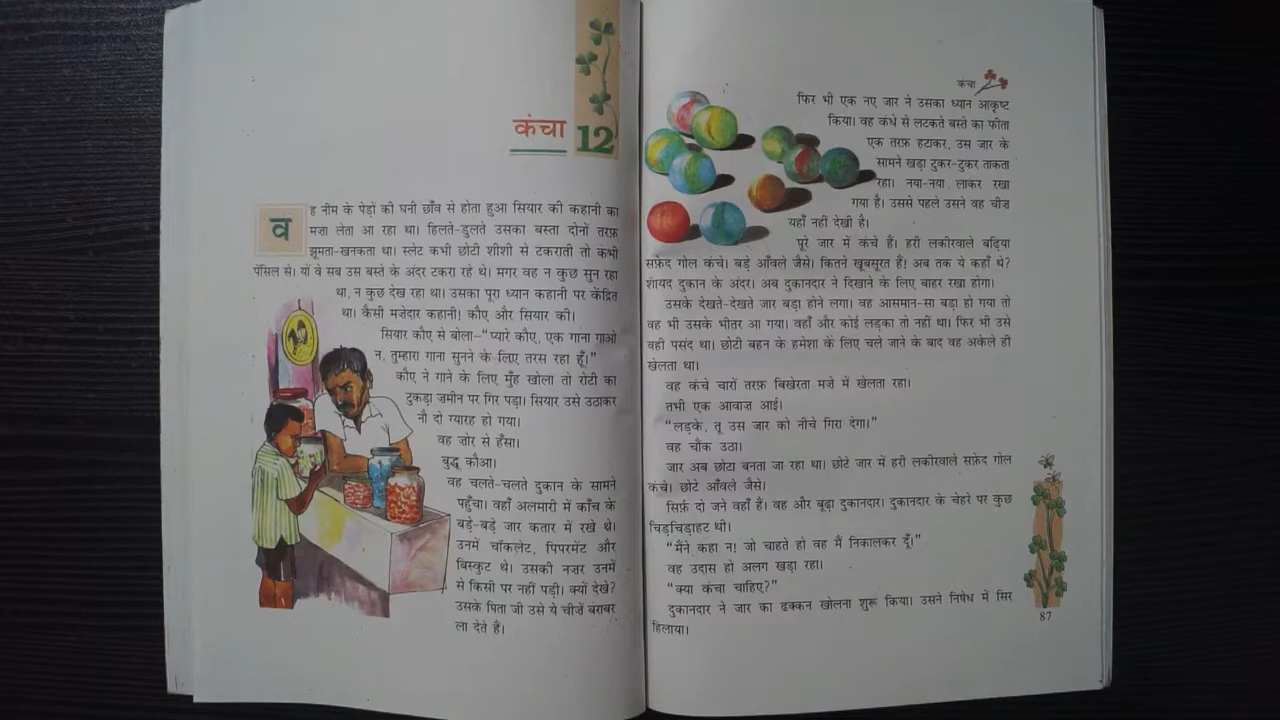 कंचा
12
वह नीम के पेड़ों की घनी छाँव से होता हुआ सियार की कहानी का
मज़ा लेता आ रहा था। हिलते-डुलते उसका बस्ता दोनों तरफ़
झूमता-खनकता था। स्लेट कभी छोटी शीशी से टकराती तो कभी
पेंसिल से। यों वे सब उस बस्ते के अंदर टकरा रहे थे। मगर वह न कुछ सुन रहा
था, न कुछ देख रहा था। उसका पूरा ध्यान कहानी पर केंद्रित
था। कैसी मज़ेदार कहानी! कौए और सियार की।
सियार कौए से बोला—“प्यारे कौए, एक गाना गाओ
न, तुम्हारा गाना सुनने के लिए तरस रहा हूँ।”
कौए ने गाने के लिए मुँह खोला तो रोटी का
टुकड़ा ज़मीन पर गिर पड़ा। सियार उसे उठाकर
नौ दो ग्यारह हो गया।
वह ज़ोर से हँसा।
बुद्धू कौआ।
वह चलते-चलते दुकान के सामने
पहुँचा। वहाँ अलमारी में काँच के
बड़े-बड़े जार कतार में रखे थे।
उनमें चॉकलेट, पिपरमेंट और
बिस्कुट थे। उसकी नज़र उनमें
से किसी पर नहीं पड़ी। क्यों देखे?
उसके पिता जी उसे ये चीज़ें बराबर
ला देते हैं।
कंचा
फिर भी एक नए जार ने उसका ध्यान आकृष्ट
किया। वह कंधे से लटकते बस्ते का फीता
एक तरफ़ हटाकर, उस जार के
सामने खड़ा टुकर-टुकर ताकता
रहा। नया-नया लाकर रखा
गया है। उससे पहले उसने वह चीज़
यहाँ नहीं देखी है।
पूरे जार में कंचे हैं। हरी लकीरवाले बढ़िया
सफ़ेद गोल कंचे। बड़े आँवले जैसे। कितने खूबसूरत हैं! अब तक ये कहाँ थे?
शायद दुकान के अंदर। अब दुकानदार ने दिखाने के लिए बाहर रखा होगा।
उसके देखते-देखते जार बड़ा होने लगा। वह आसमान-सा बड़ा हो गया तो
वह भी उसके भीतर आ गया। वहाँ और कोई लड़का तो नहीं था। फिर भी उसे
वही पसंद था। छोटी बहन के हमेशा के लिए चले जाने के बाद वह अकेले ही
खेलता था।
वह कंचे चारों तरफ़ बिखेरता मज़े में खेलता रहा।
तभी एक आवाज़ आई।
“लड़के, तू उस जार को नीचे गिरा देगा।”
वह चौंक उठा।
जार अब छोटा बनता जा रहा था। छोटे जार में हरी लकीरवाले सफ़ेद गोल
कंचे। छोटे आँवले जैसे।
सिर्फ़ दो जने वहाँ हैं। वह और बूढ़ा दुकानदार। दुकानदार के चेहरे पर कुछ
चिड़चिड़ाहट थी।
“मैंने कहा न! जो चाहते हो वह मैं निकालकर दूँ।”
वह उदास हो अलग खड़ा रहा।
“क्या कंचा चाहिए?”
दुकानदार ने जार का ढक्कन खोलना शुरू किया। उसने निषेध में सिर
हिलाया।
87